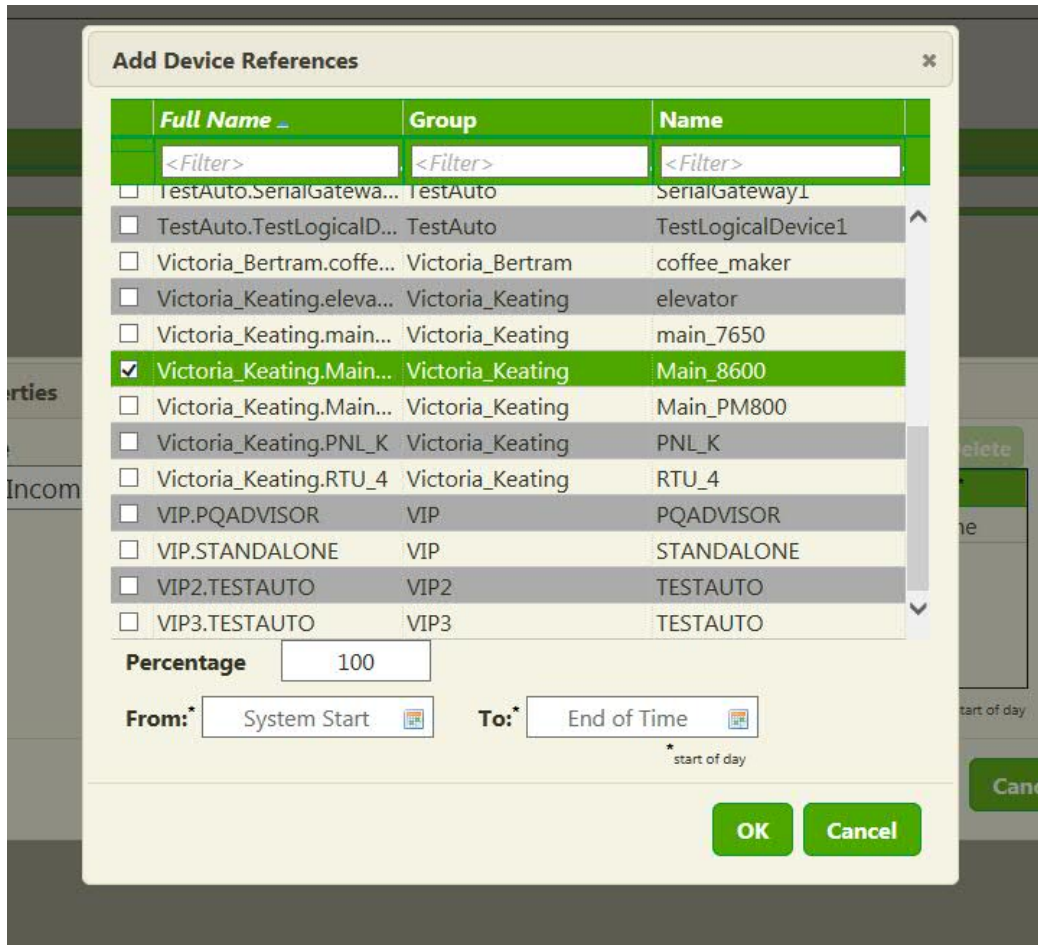 Add Device References
Full Name Group Name
<Filter> <Filter> <Filter>
TestAuto.SerialGatewa... TestAuto SerialGateway1
TestAuto.TestLogicalD... TestAuto TestLogicalDevice1
Victoria_Bertram.coffe... Victoria_Bertram coffee_maker
Victoria_Keating.eleva... Victoria_Keating elevator
Victoria_Keating.main... Victoria_Keating main_7650
Victoria_Keating.Main... Victoria_Keating Main_8600
erties
Victoria_Keating.Main... Victoria_Keating Main_PM800
Victoria_Keating.PNL_K Victoria_Keating PNL_K
elete
Incom
Victoria_Keating.RTU_4 Victoria_Keating RTU_4
VIP.PQADVISOR VIP PQADVISOR
VIP.STANDALONE VIP STANDALONE
VIP2.TESTAUTO VIP2 TESTAUTO
VIP3.TESTAUTO VIP3 TESTAUTO
Percentage 100
From:* System Start To:* End of Time
*start of day
tart of day
OK Cancel
Canc